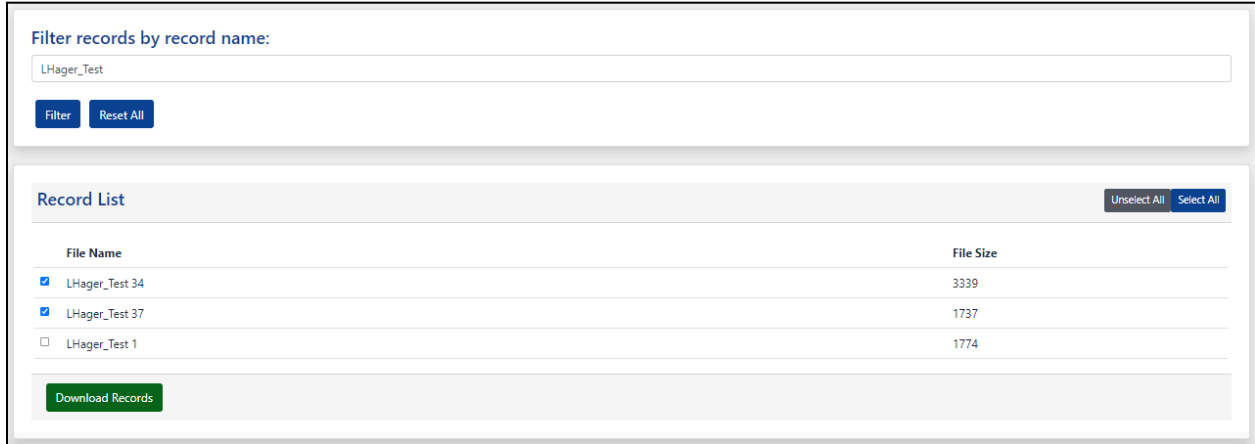 Filter records by record name:
LHager_Test
Filter Reset All
Record List Unselect All Select All
File Name File Size
LHager_Test 34 3339
LHager_Test 37 1737
LHager_Test 1 1774
Download Records